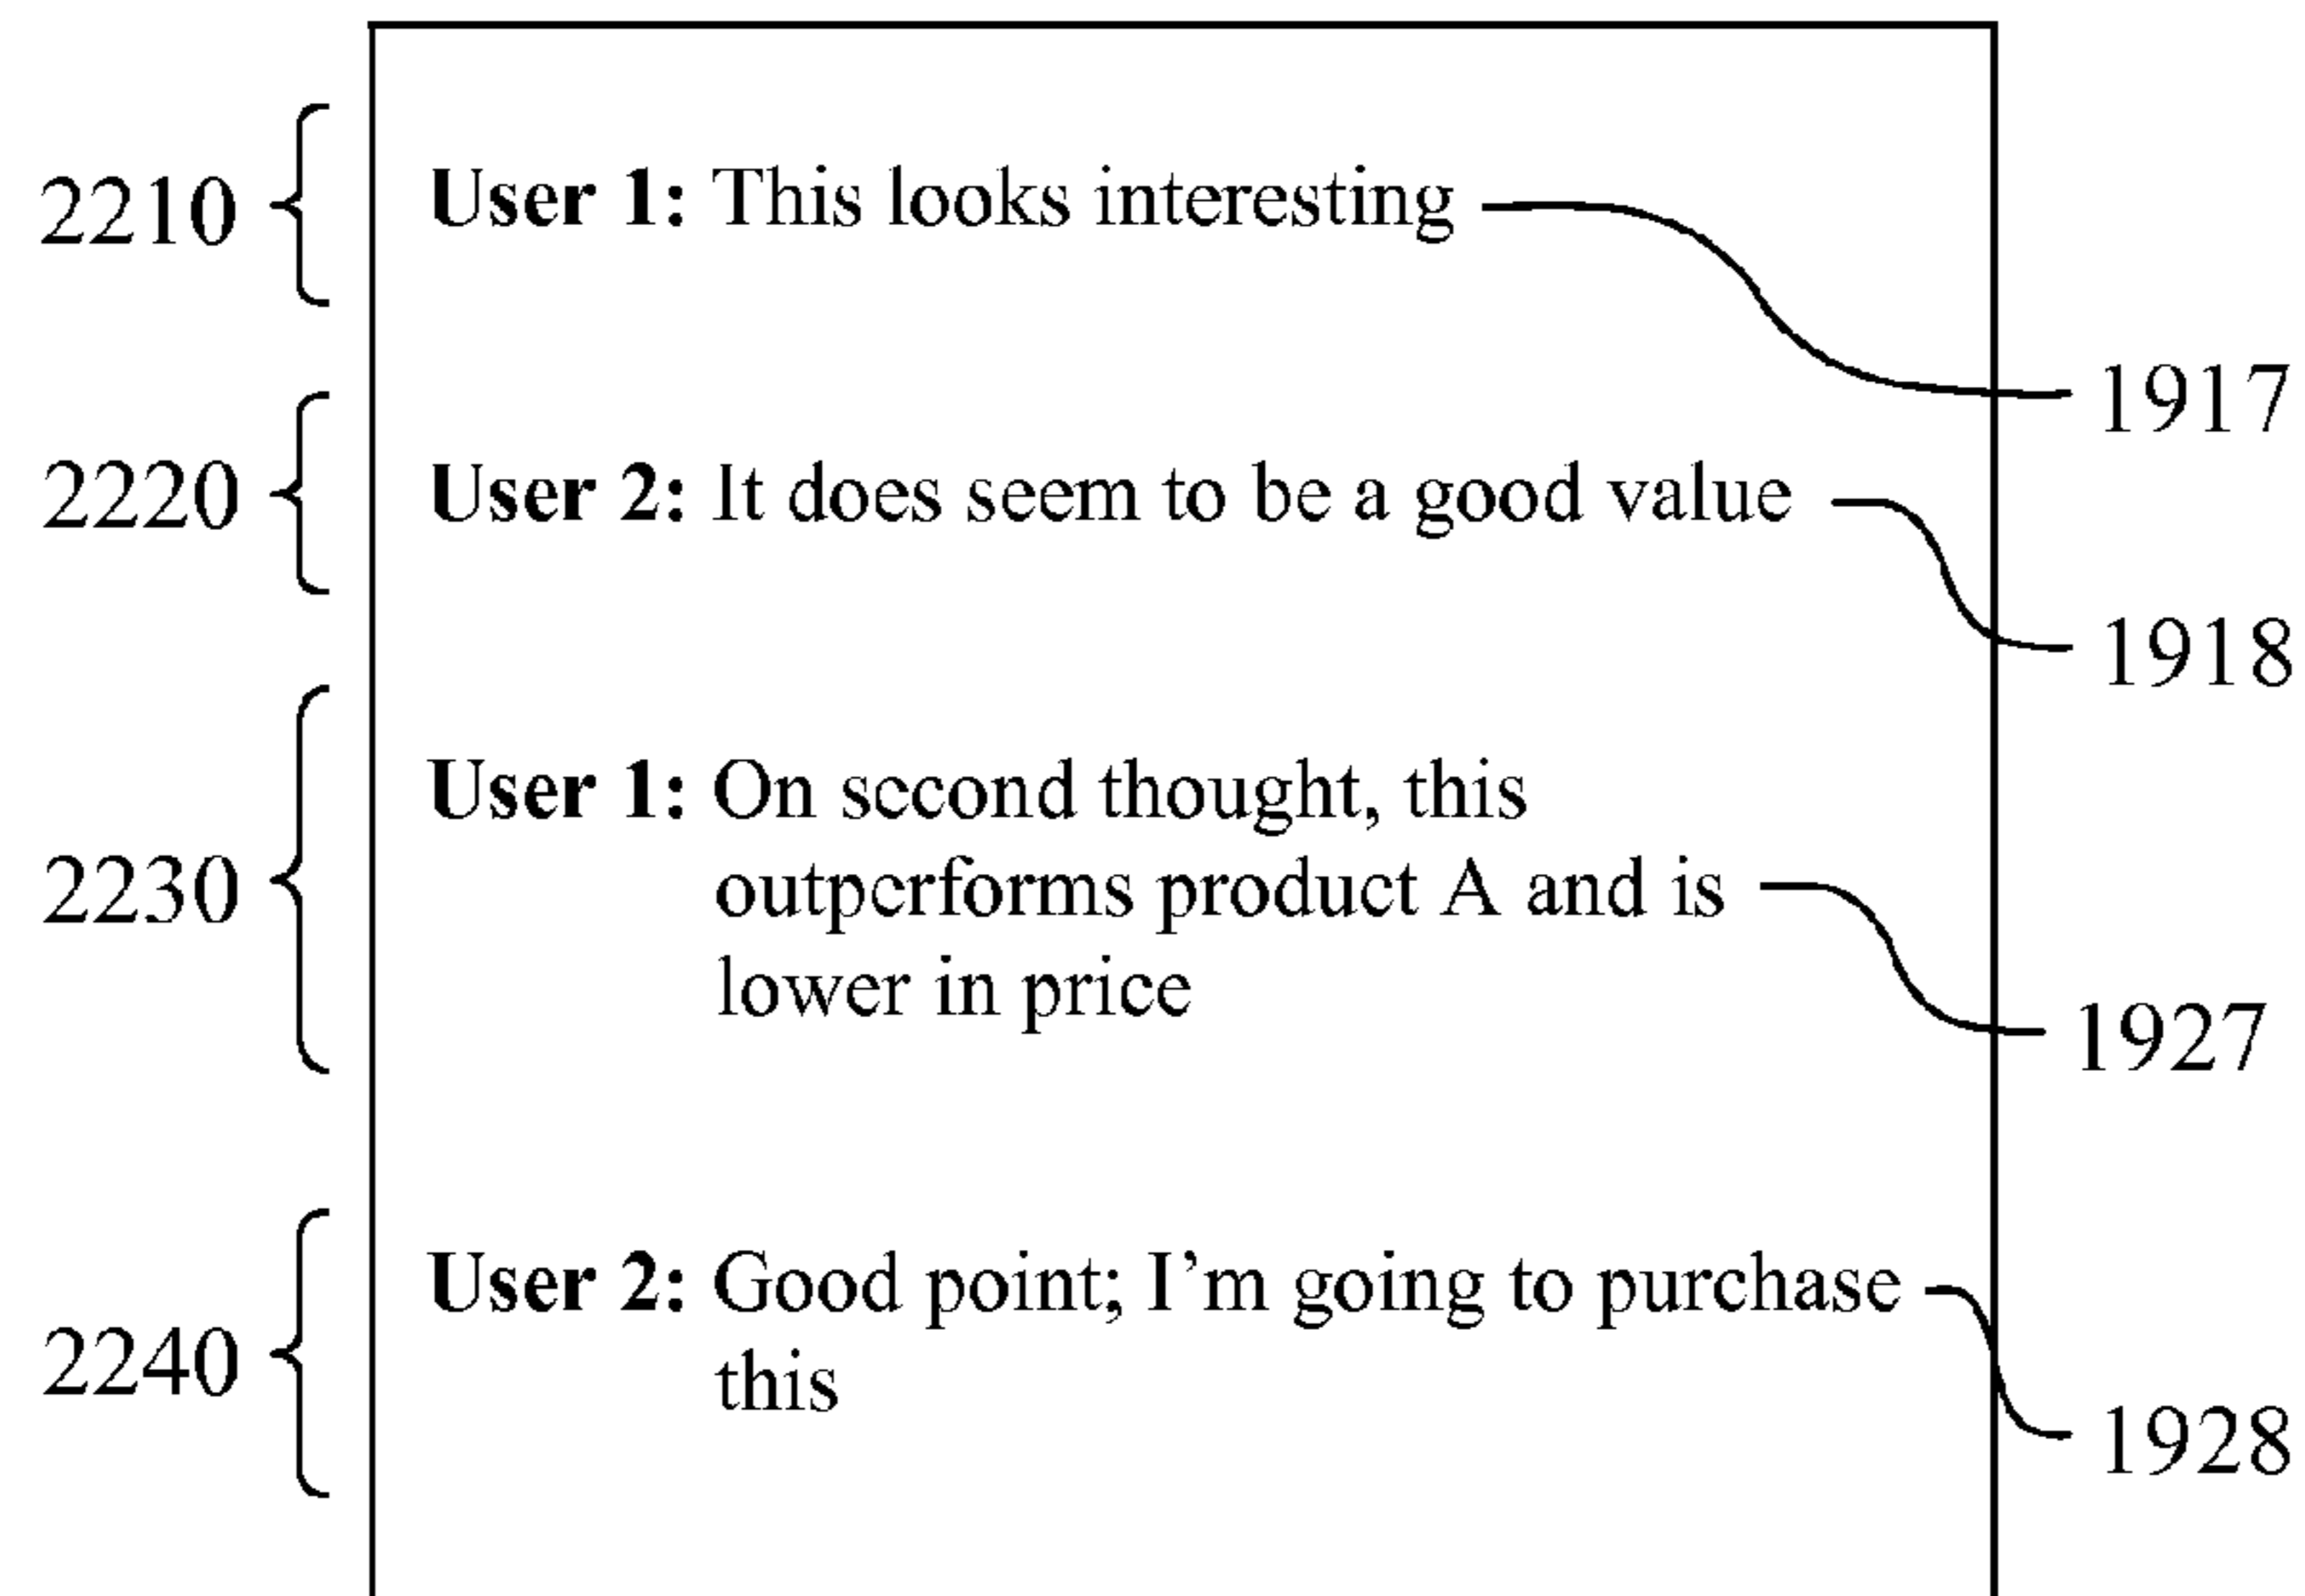 2210 User 1: This looks interesting
1917
2220 User 2: It does seem to be a good value
1918
User 1: On second thought, this
2230 outperforms product A and is
lower in price
1927
User 2: Good point; I'm going to purchase
2240 this
1928